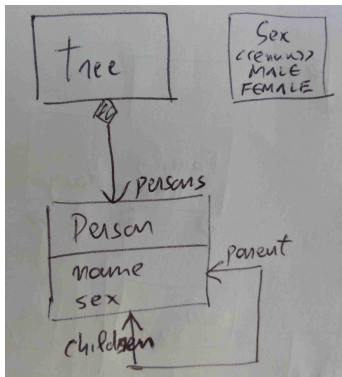 tree
Sex
<<enum>>
MALE
FEMALE
persons
Person
name
sex
parent
children